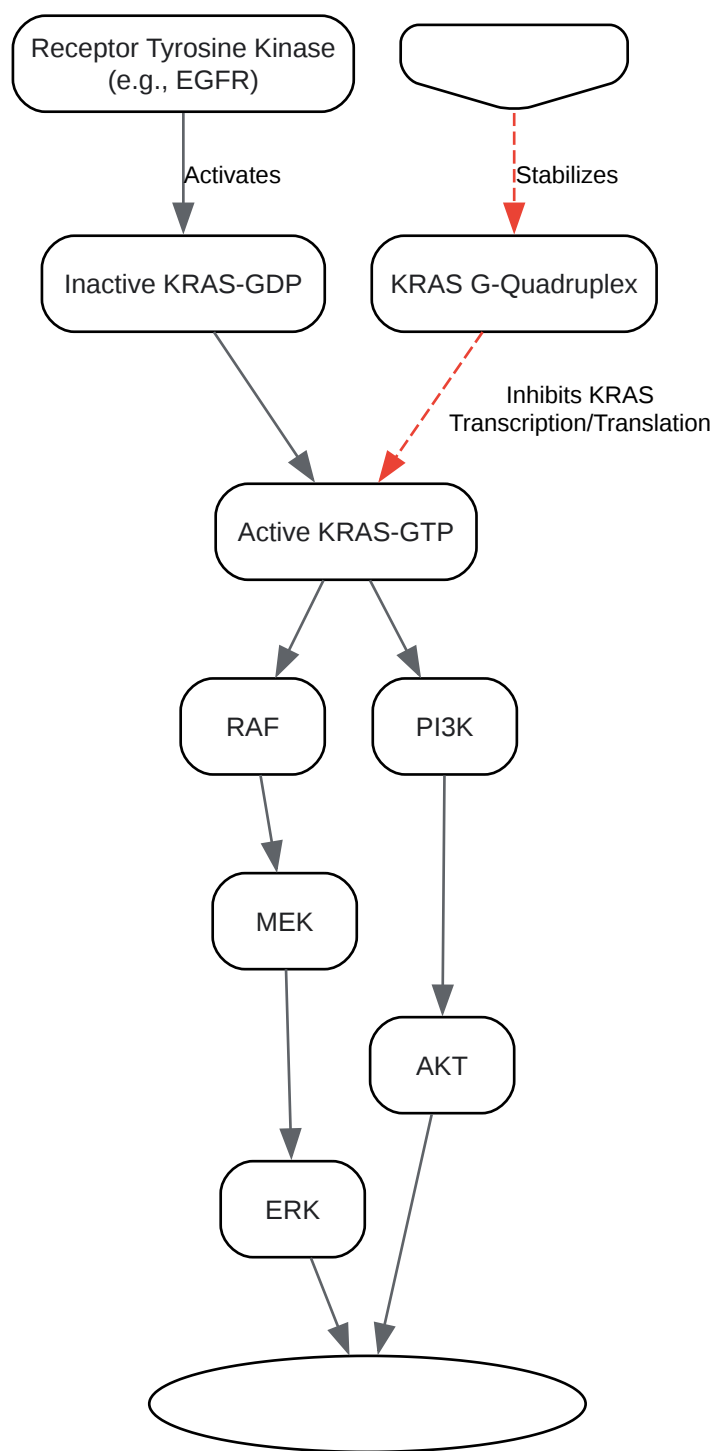 Receptor Tyrosine Kinase
(e.g., EGFR)
Activates
Stabilizes
Inactive KRAS-GDP
KRAS G-Quadruplex
Inhibits KRAS
Transcription/Translation
Active KRAS-GTP
RAF
PI3K
MEK
AKT
ERK